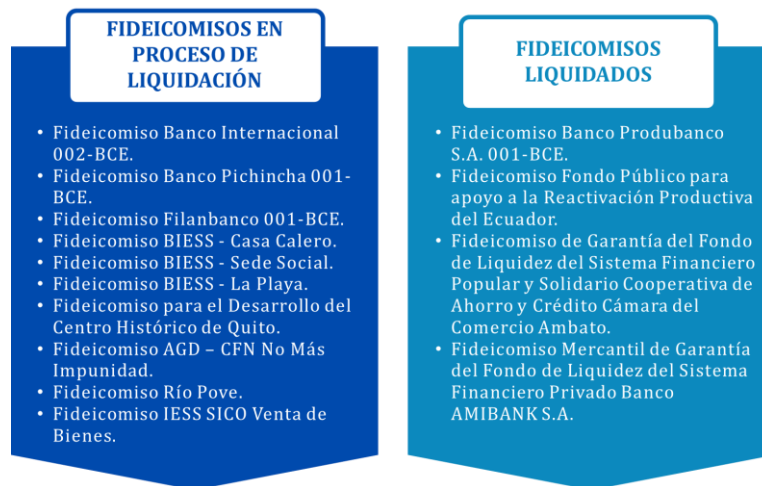 FIDEICOMISOS EN
PROCESO DE
LIQUIDACIÓN
• Fideicomiso Banco Internacional
002-BCE.
• Fideicomiso Banco Pichincha 001-
BCE.
• Fideicomiso Filanbanco 001-BCE.
• Fideicomiso BIESS - Casa Calero.
• Fideicomiso BIESS - Sede Social.
• Fideicomiso BIESS - La Playa.
• Fideicomiso para el Desarrollo del
Centro Histórico de Quito.
• Fideicomiso AGD – CFN No Más
Impunidad.
• Fideicomiso Río Pove.
• Fideicomiso IESS SICO Venta de
Bienes.
FIDEICOMISOS
LIQUIDADOS
• Fideicomiso Banco Produbanco
S.A. 001-BCE.
• Fideicomiso Fondo Público para
apoyo a la Reactivación Productiva
del Ecuador.
• Fideicomiso de Garantía del Fondo
de Liquidez del Sistema Financiero
Popular y Solidario Cooperativa de
Ahorro y Crédito Cámara del
Comercio Ambato.
• Fideicomiso Mercantil de Garantía
del Fondo de Liquidez del Sistema
Financiero Privado Banco
AMIBANK S.A.